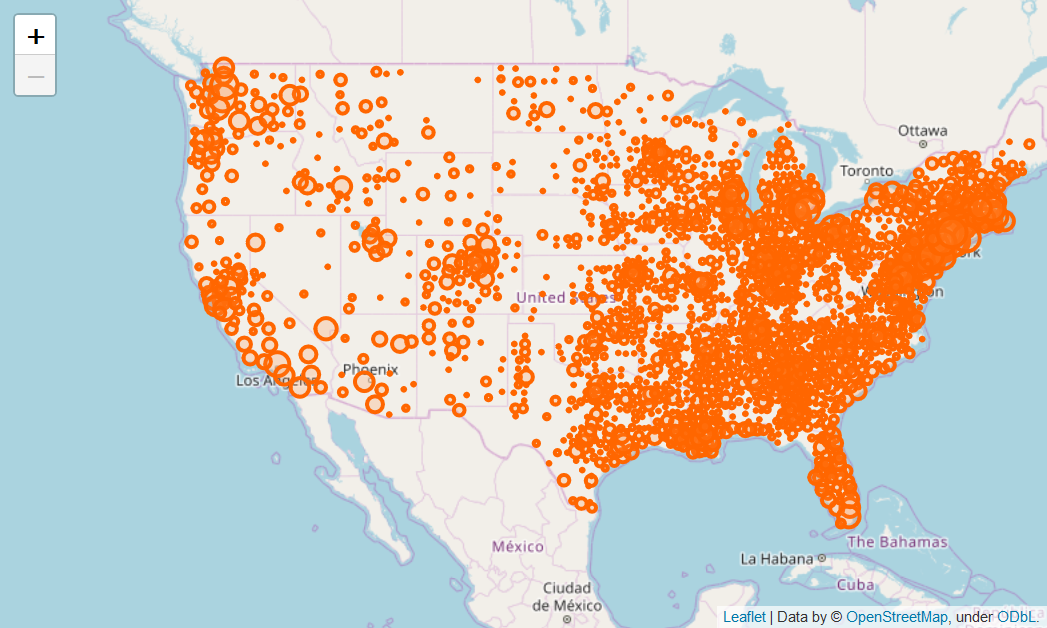 +
−
Ottawa
Toronto
United States
Phoenix
Los Angeles
México
The Bahamas
La Habana
Cuba
Ciudad
de México
Leaflet | Data by © OpenStreetMap, under ODbL.